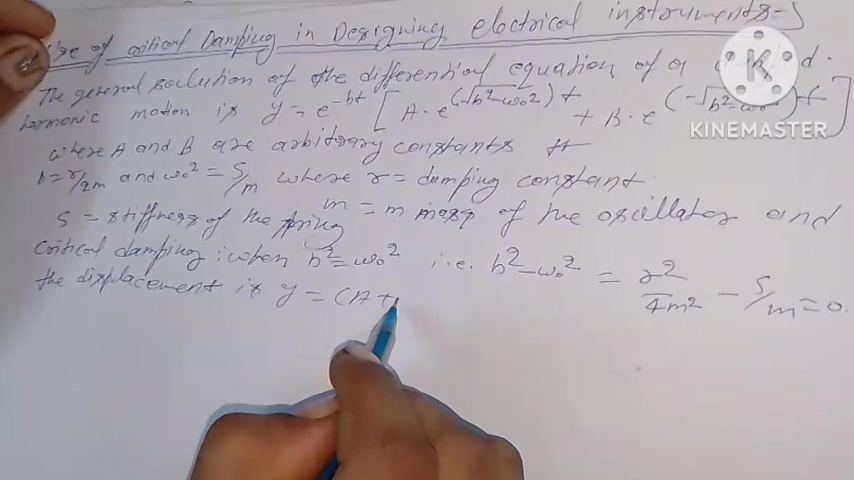 of critical Damping in Designing electrical instruments-
The general solution of the differential equation of a
harmonic motion is y = e^-bt [ A·e^(√b²-ω₀²)t + B·e^(-√b²-ω₀²)t ]
KINEMASTER
where A and B are arbitrary constants
b = r/2m and ω₀² = S/m where r = damping constant
S = stiffness of the spring m = m mass of the oscillator and
critical damping : when b² = ω₀² i.e. b² - ω₀² = r²/4m² - S/m = 0.
the displacement is y = (A +